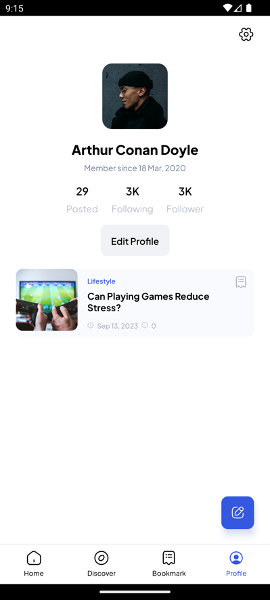 9:15
Arthur Conan Doyle
Member since 18 Mar, 2020
29 3K 3K
Posted Following Follower
Edit Profile
Lifestyle
Can Playing Games Reduce
Stress?
Sep 13, 2023 0
Home Discover Bookmark Profile